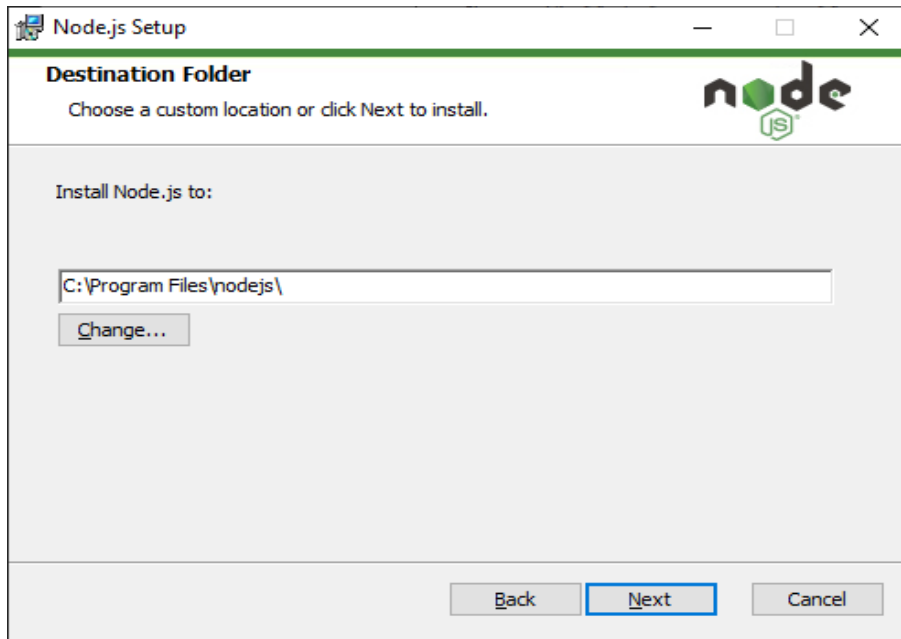 Node.js Setup
Destination Folder
Choose a custom location or click Next to install.
node
JS
Install Node.js to:
C:\Program Files\nodejs\
Change...
Back
Next
Cancel